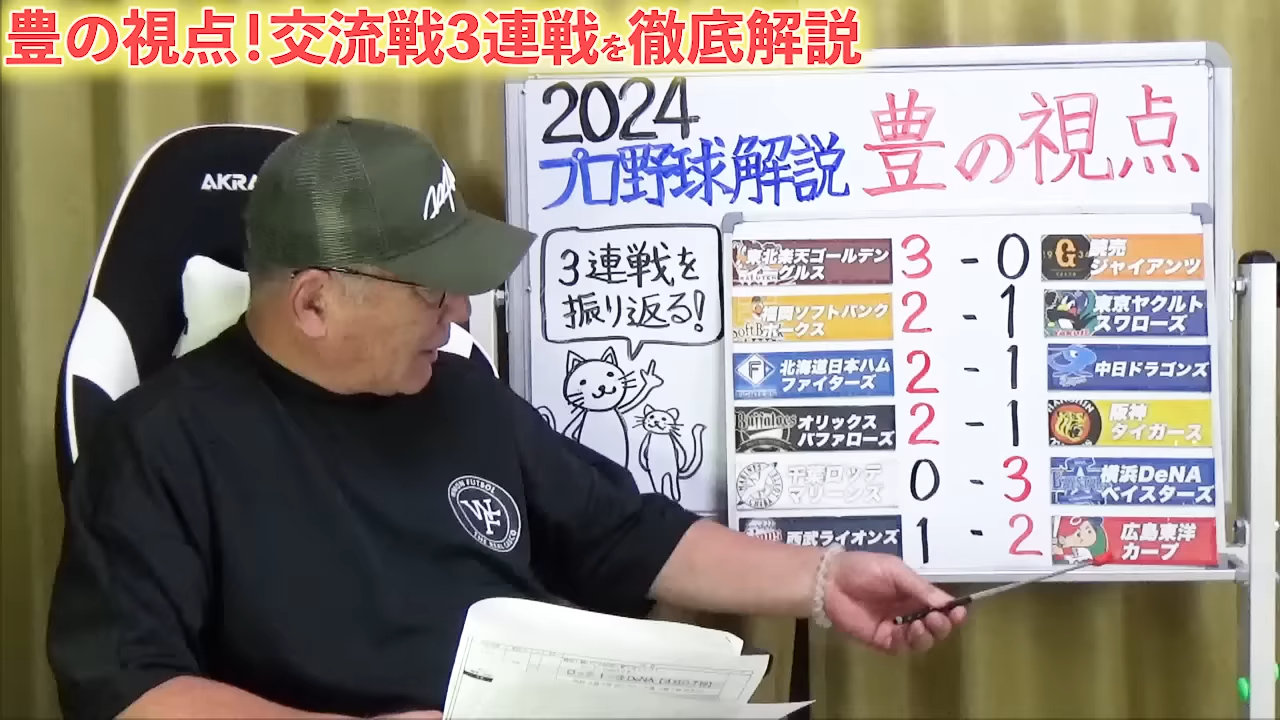 豊の視点！交流戦3連戦を徹底解説
2024
プロ野球解説
豊の視点
AKRA
3連戦を
振り返る！
東北楽天ゴールデン
グルス
3 - 0
読売
ジャイアンツ
福岡ソフトバンク
ホークス
2 - 1
東京ヤクルト
スワローズ
北海道日本ハム
ファイターズ
2 - 1
中日ドラゴンズ
Buffaloes
オリックス
バファローズ
2 - 1
阪神
タイガース
千葉ロッテ
マリーンズ
0 - 3
横浜DeNA
ベイスターズ
西武ライオンズ
1 - 2
広島東洋
カープ